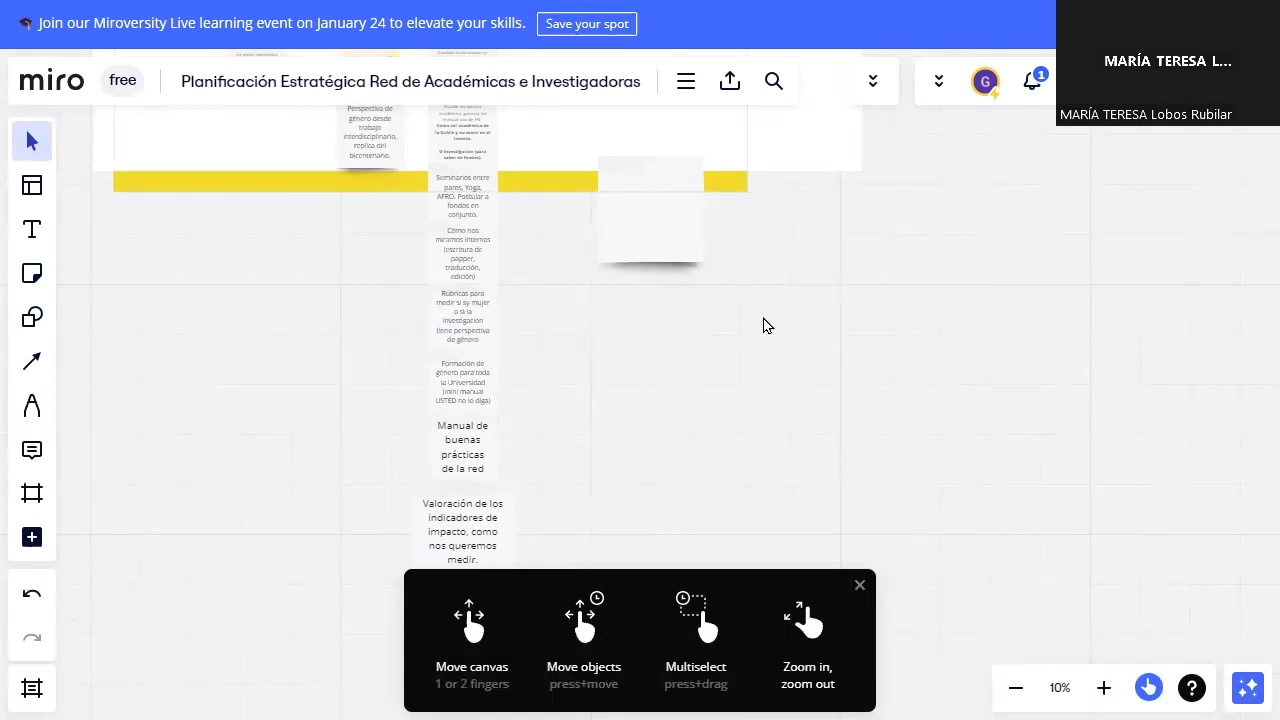 Join our Miroversity Live learning event on January 24 to elevate your skills.
Save your spot
MARÍA TERESA L...
MARÍA TERESA
Rubilar
miro
free
Planificación Estratégica Red de Académicas e Investigadoras
G
1
Perspectiva de
género desde
trabajo
interdisciplinario,
replica del
bicentenario.
Seminarios entre
pares, Yoga,
AFRO. Postular a
fondos en
conjunto.
Cómo nos
miramos internos
(escritura de
papper,
traducción,
edición)
Rúbricas para
medir si sy mujer
o si la
investigación
tiene perspectiva
de género
Formación de
género para toda
la Universidad
(mini manual
USTED no lo diga)
Manual de
buenas
prácticas
de la red
Valoración de los
indicadores de
impacto, como
nos queremos
medir.
Move canvas
1 or 2 fingers
Move objects
press+move
Multiselect
press+drag
Zoom in,
zoom out
10%